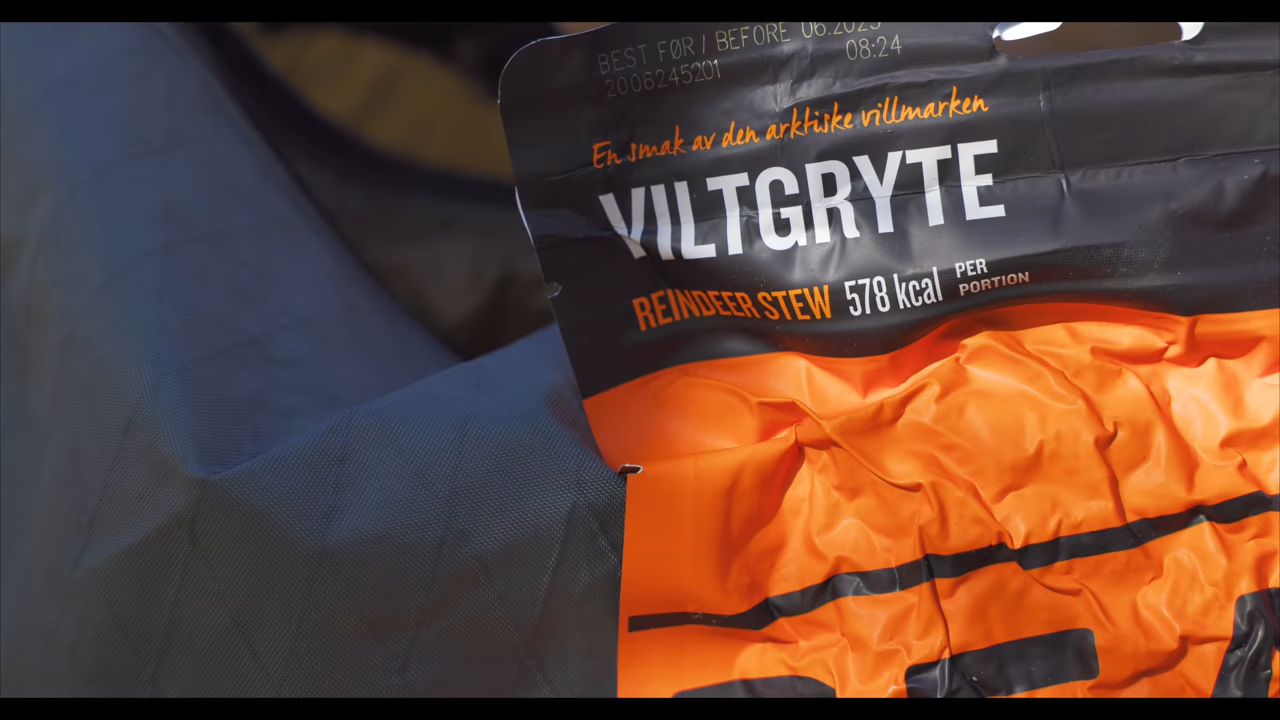 BEST FØR / BEFORE 06.2025
08:24
2006245201
En smak av den arktiske villmarken
VILTGRYTE
REINDEER STEW 578 kcal PER PORTION